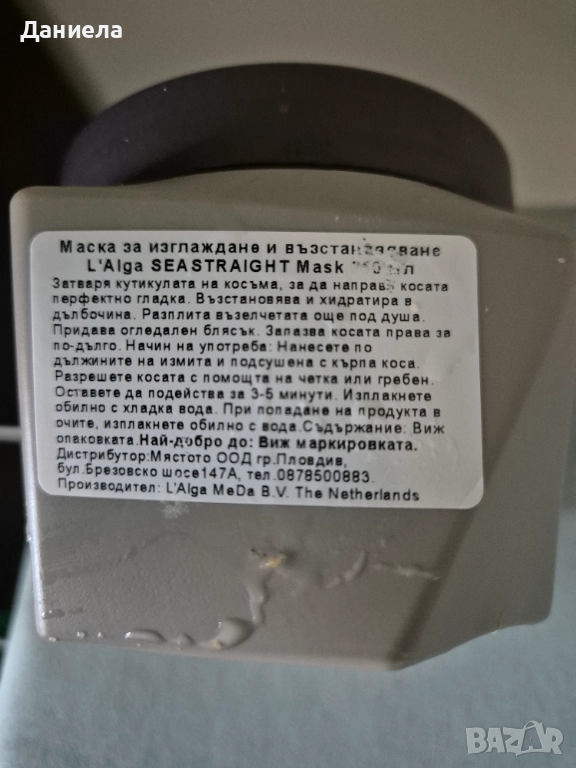 Даниела
Маска за изглаждане и възстановяване
L'Alga SEASTRAIGHT Mask мл
Затваря кутикулата на косъма, за да направи косата
перфектно гладка. Възстановява и хидратира в
дълбочина. Разплита възелчетата още под душа.
Придава огледален блясък. Запазва косата права за
по-дълго. Начин на употреба: Нанесете по
дължините на измита и подсушена с кърпа коса.
Разрешете косата с помощта на четка или гребен.
Оставете да подейства за 3-5 минути. Изплакнете
обилно с хладка вода. При попадане на продукта в
очите, изплакнете обилно с вода.Съдържание: Виж
опаковката.Най-добро до: Виж маркировката.
Дистрибутор:Мястото ООД гр.Пловдив,
бул.Брезовско шосе147А, тел.0878500883.
Производител: L'Alga MeDa B.V. The Netherlands
BAZAR